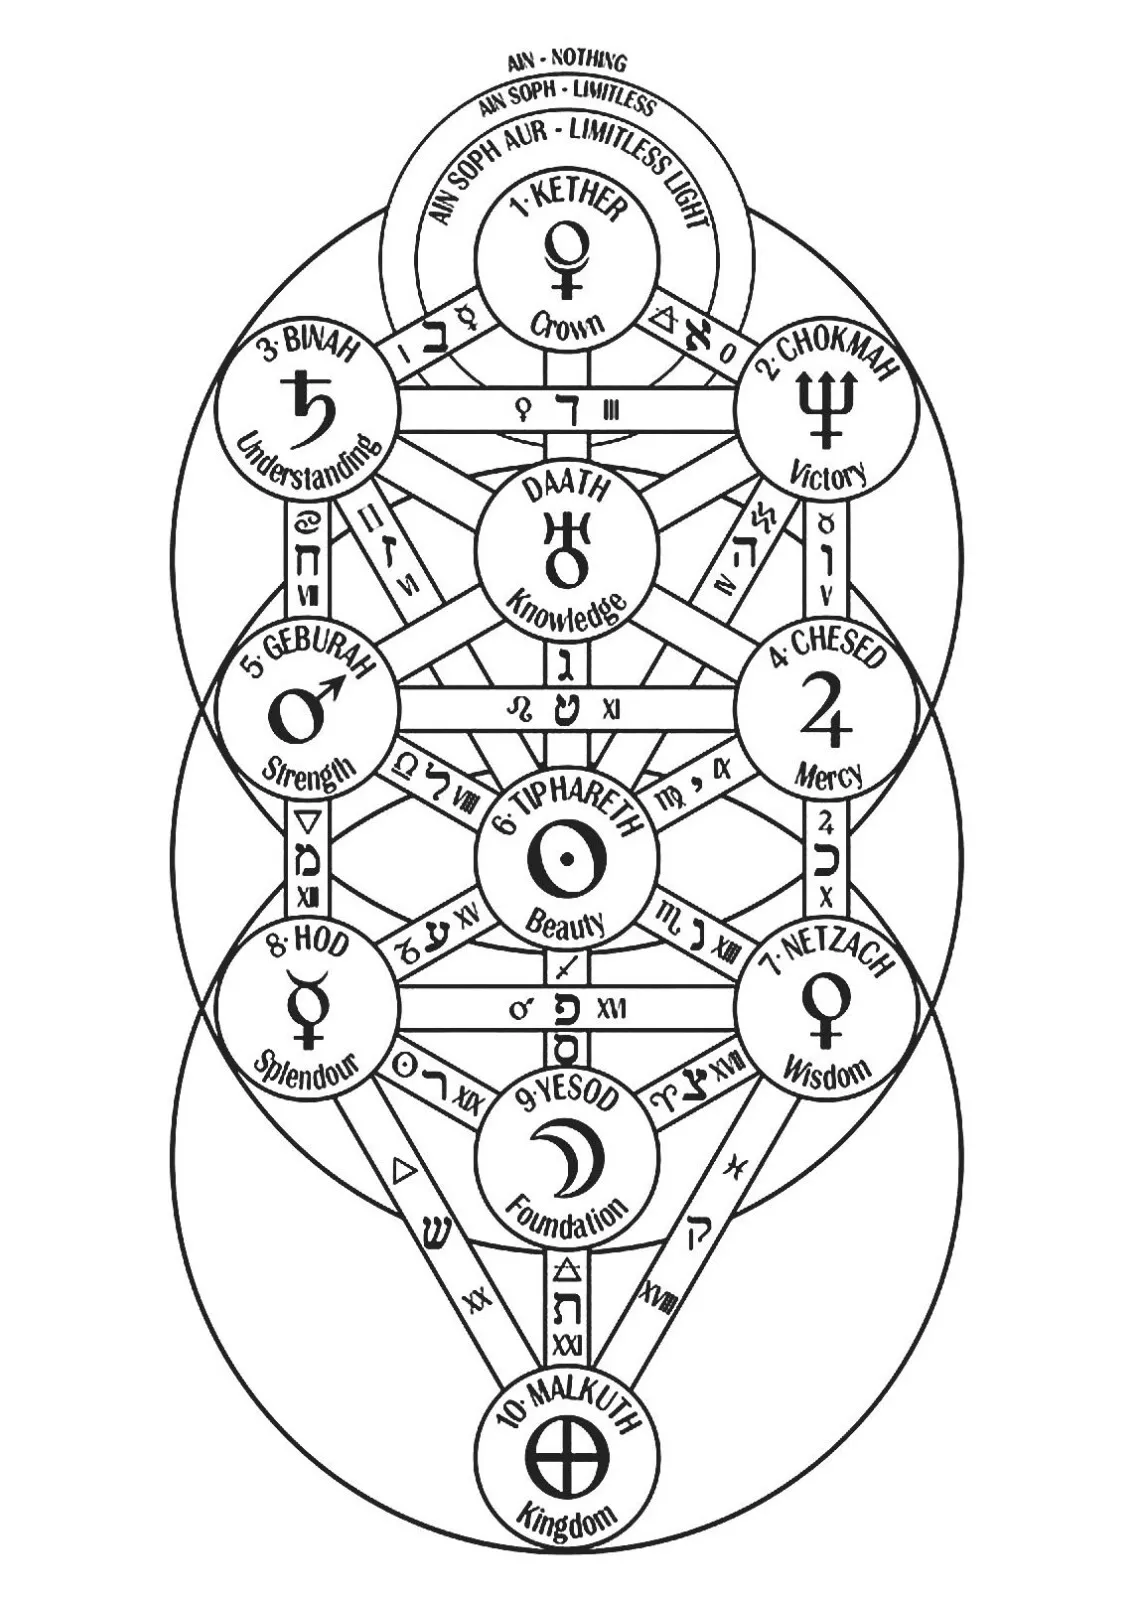 AIN - NOTHING
AIN SOPH - LIMITLESS
AIN SOPH AUR - LIMITLESS LIGHT
1· KETHER
Crown
I ב ☿
🜁 א 0
3· BINAH
♄
Understanding
♀ ד III
2· CHOKMAH
♆
Victory
DAATH
♅
Knowledge
♋
ח
VII
♊ ז VI
♒ ה IV
♉
ו
V
ג
5· GEBURAH
♂
Strength
♌ ט XI
4· CHESED
♃
Mercy
♎ ל VIII
♍ י
6· TIPHARETH
☉
Beauty
▽
מ
XII
♃
כ
X
♑ ע XV
♏ נ XIII
8· HOD
☿
Splendour
♐
♂ פ XVI
ס
7· NETZACH
♀
Wisdom
☉ ר XIX
XVII
9· YESOD
☾
Foundation
△
ש
XX
♓
ק
XVIII
🜁
ת
XXI
10· MALKUTH
Kingdom